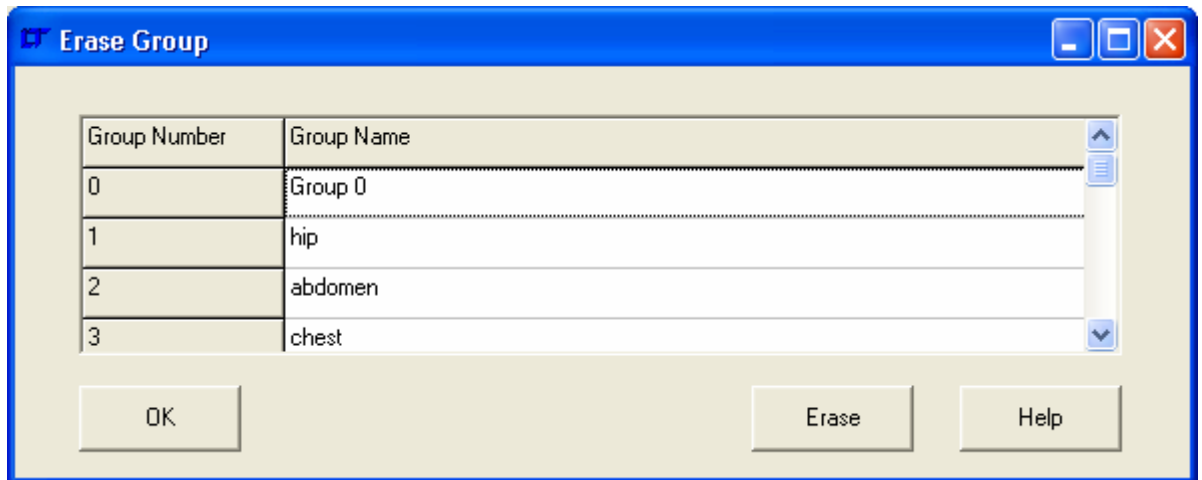 Erase Group
Group Number Group Name
0 Group 0
1 hip
2 abdomen
3 chest
OK Erase Help